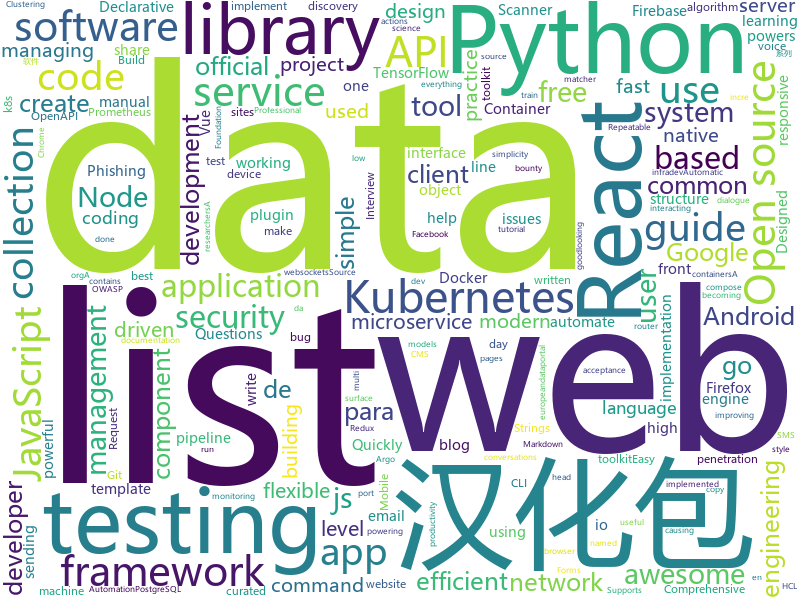 Clustering
Declarative
implement
discovery
algorithm
server
software
library
Python
design
Scanner
Firebase
learning
managing
share
Build
actions
science
API
official
project
powers
voice
系列
软件
code
service
TensorFlow
practice
toolkit
everything
source
matcher
k8s
create
manual
OpenAPI
Prometheus
Vue
sites
Professional
one
used
tool
free
fast
use
train
Container
system
native
Open source
responsive
data
React
collection
Chrome
Phishing
Node
coding
done
development
test
working
device
Foundation
researchersA
plugin
make
simple
Interview
low
interface
client
line
object
help
issues
Facebook
tutorial
simplicity
bounty
Repeatable
infradevAutomatic
based
common
structure
interacting
dialogue
guide
Designed
goodlooking
Google
front
containersA
user
orgA
contains
OWASP
best
websocketsSource
application
Docker
dev
written
Kubernetes
compose
becoming
router
Android
JavaScript
management
driven
documentation
security
Questions
da
bug
microservice
modern
automate
implementation
go
list
web
component
write
de
models
CMS
day
pages
acceptance
europeandataportal
language
Firefox
engine
improving
powerful
Request
Git
pipeline
building
para
multi
surface
blog
high
SMS
style
Quickly
Redux
Markdown
Strings
conversations
penetration
template
run
汉化包
toolkitEasy
developer
sending
testing
flexible
js
Mobile
Argo
CLI
head
implemented
copy
engineering
monitoring
level
port
productivity
email
powering
command
website
app
using
io
useful
causing
browser
named
Forms
framework
efficient
network
awesome
machine
AutomationPostgreSQL
curated
Supports
Comprehensive
en
HCL